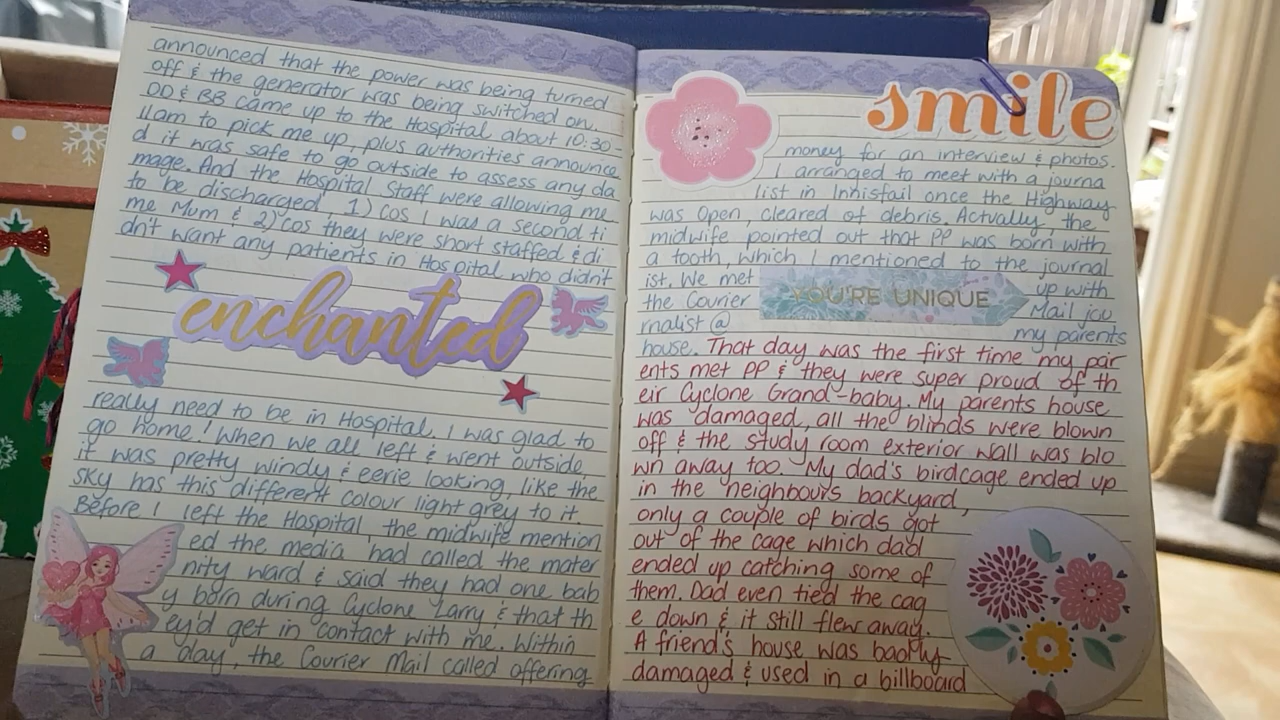 announced that the power was being turned
off & the generator was being switched on.
DD & BB came up to the Hospital about 10:30-
11am to pick me up, plus authorities announce
d it was safe to go outside to assess any da
mage. And the Hospital Staff were allowing me
to be discharged 1) cos I was a second ti
me Mum & 2) cos they were short staffed & di
dn't want any patients in Hospital who didn't
enchanted
really need to be in Hospital. I was glad to
go home! When we all left & went outside
it was pretty windy & eerie looking, like the
sky has this different colour light grey to it.
Before I left the Hospital, the midwife mention
ed the media had called the mater
nity ward & said they had one bab
y born during Cyclone Larry & that th
ey'd get in contact with me. Within
a day, the Courier Mail called offering
smile
money for an interview & photos.
I arranged to meet with a journa
list in Innisfail once the Highway
was Open, cleared of debris. Actually, the
midwife pointed out that PP was born with
a tooth, which I mentioned to the journal
ist. We met up with
the Courier Mail jou
YOU'RE UNIQUE
rnalist @ my parents
house. That day was the first time my par
ents met PP & they were super proud of th
eir Cyclone Grand-baby. My parents house
was damaged, all the blinds were blown
off & the study room exterior wall was blo
wn away too. My dad's birdcage ended up
in the neighbours backyard,
only a couple of birds got
out of the cage which dad
ended up catching some of
them. Dad even tied the cag
e down & it still flew away.
A friend's house was badly
damaged & used in a billboard